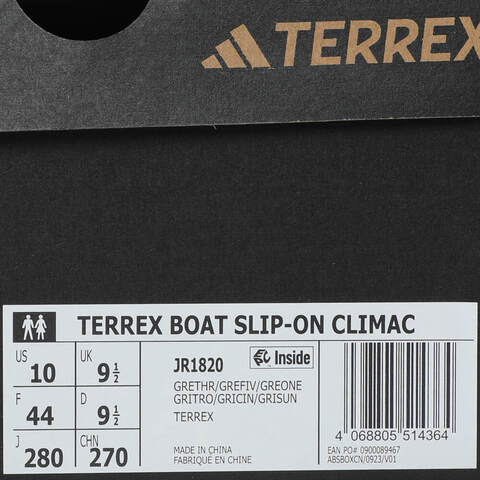 TERREX
TERREX BOAT SLIP-ON CLIMAC
US 10
UK 9 1/2
F 44
D 9 1/2
J 280
CHN 270
JR1820
Inside
GRETHR/GREFIV/GREONE
GRITRO/GRICIN/GRISUN
TERREX
MADE IN CHINA
FABRIQUÉ EN CHINE
4 068805 514364
EAN PO# 0900089467
ABSBOXCN/0923/V01